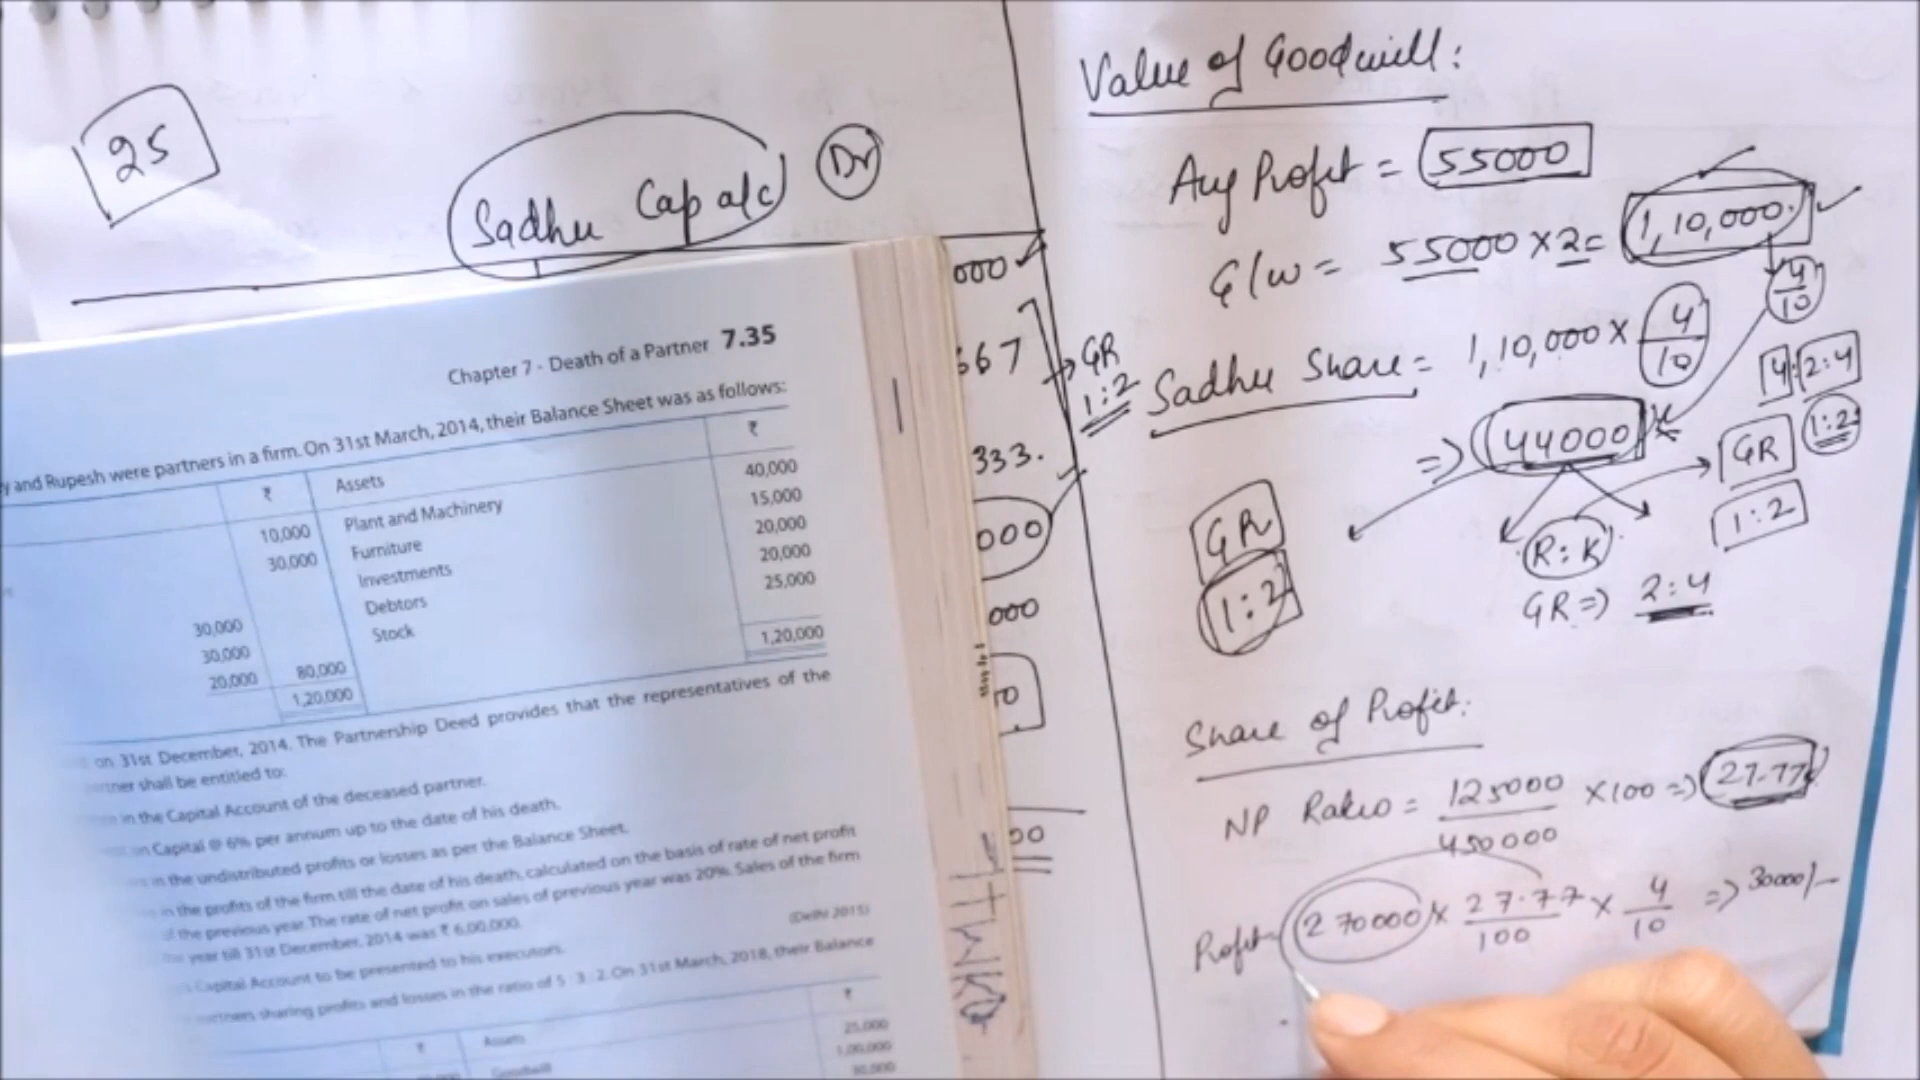 25
Sadhu Cap a/c Dr
Chapter 7 - Death of a Partner 7.35
y and Rupesh were partners in a firm. On 31st March, 2014, their Balance Sheet was as follows:
₹ Assets ₹
10,000 Plant and Machinery 40,000
30,000 Furniture 15,000
Investments 20,000
30,000 Debtors 20,000
30,000 Stock 25,000
20,000 80,000
1,20,000 1,20,000
on 31st December, 2014. The Partnership Deed provides that the representatives of the
partner shall be entitled to:
in the Capital Account of the deceased partner.
on Capital @ 6% per annum up to the date of his death.
in the undistributed profits or losses as per the Balance Sheet.
in the profits of the firm till the date of his death, calculated on the basis of rate of net profit
of the previous year. The rate of net profit on sales of previous year was 20%. Sales of the firm
the year till 31st December, 2014 was ₹ 6,00,000.
(Delhi 2015)
Capital Account to be presented to his executors.
partners sharing profits and losses in the ratio of 5 : 3 : 2. On 31st March, 2018, their Balance
₹ Assets ₹
Goodwill 25,000
1,00,000
30,000
000
667
GR
1:2
333.
000
000
00
Value of Goodwill:
Avg Profit = 55000
G/w = 55000 x 2 = 1,10,000.
4/10
Sadhu Share = 1,10,000 x 4/10
4:2:4
1:2
=> 44000
GR
1:2
GR
1:2
R:K
GR => 2:4
Share of Profit:
NP Ratio = 125000/450000 x 100 => 27.77
Profit = 270000 x 27.77/100 x 4/10 => 30000/-